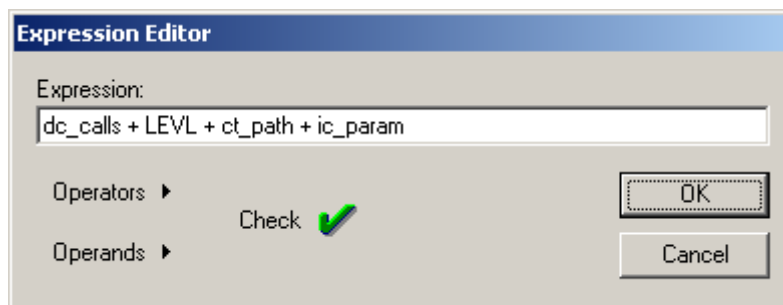 Expression Editor
Expression:
dc_calls + LEVL + ct_path + ic_param
Operators
Check
OK
Operands
Cancel